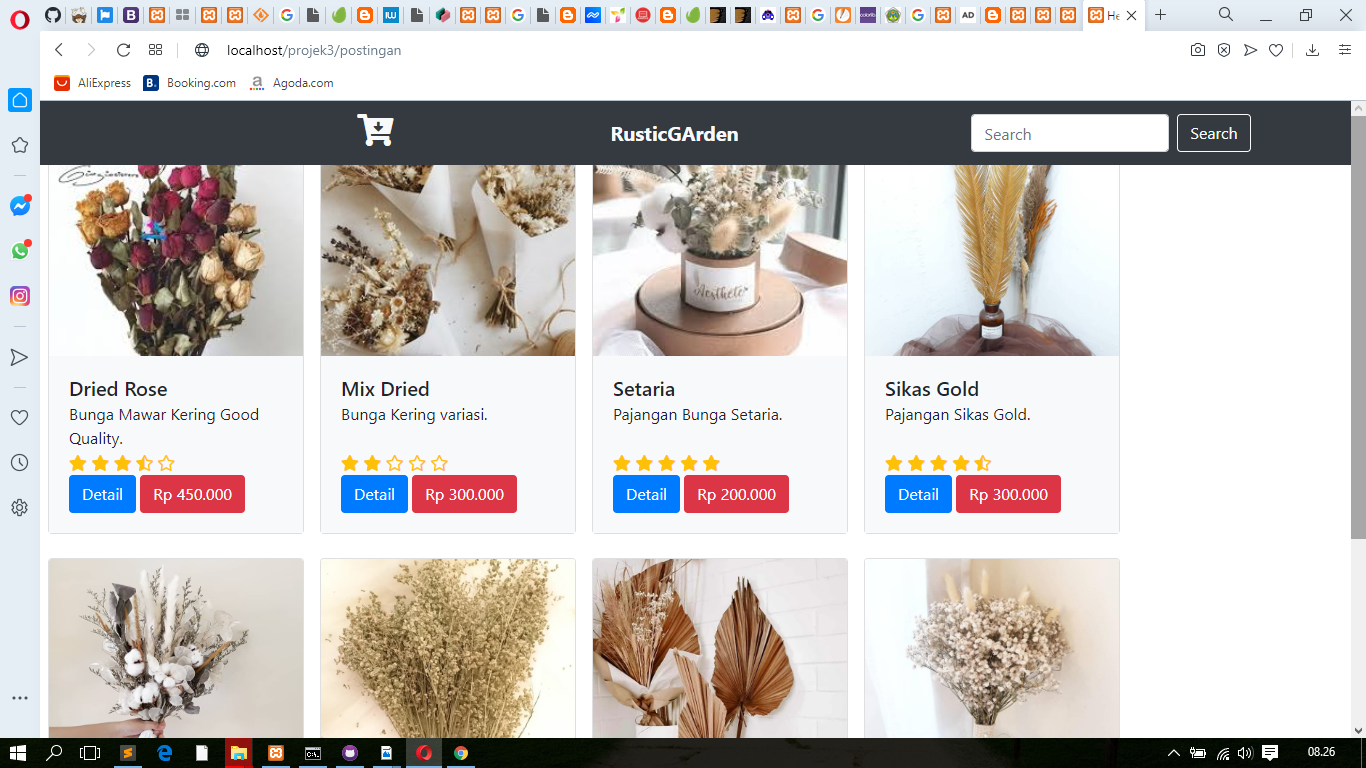 He
localhost/projek3/postingan
AliExpress
B.
Booking.com
a
Agoda.com
RusticGArden
Search
Search
Aesthete
Dried Rose
Bunga Mawar Kering Good
Quality.
Detail
Rp 450.000
Mix Dried
Bunga Kering variasi.
Detail
Rp 300.000
Setaria
Pajangan Bunga Setaria.
Detail
Rp 200.000
Sikas Gold
Pajangan Sikas Gold.
Detail
Rp 300.000
08.26